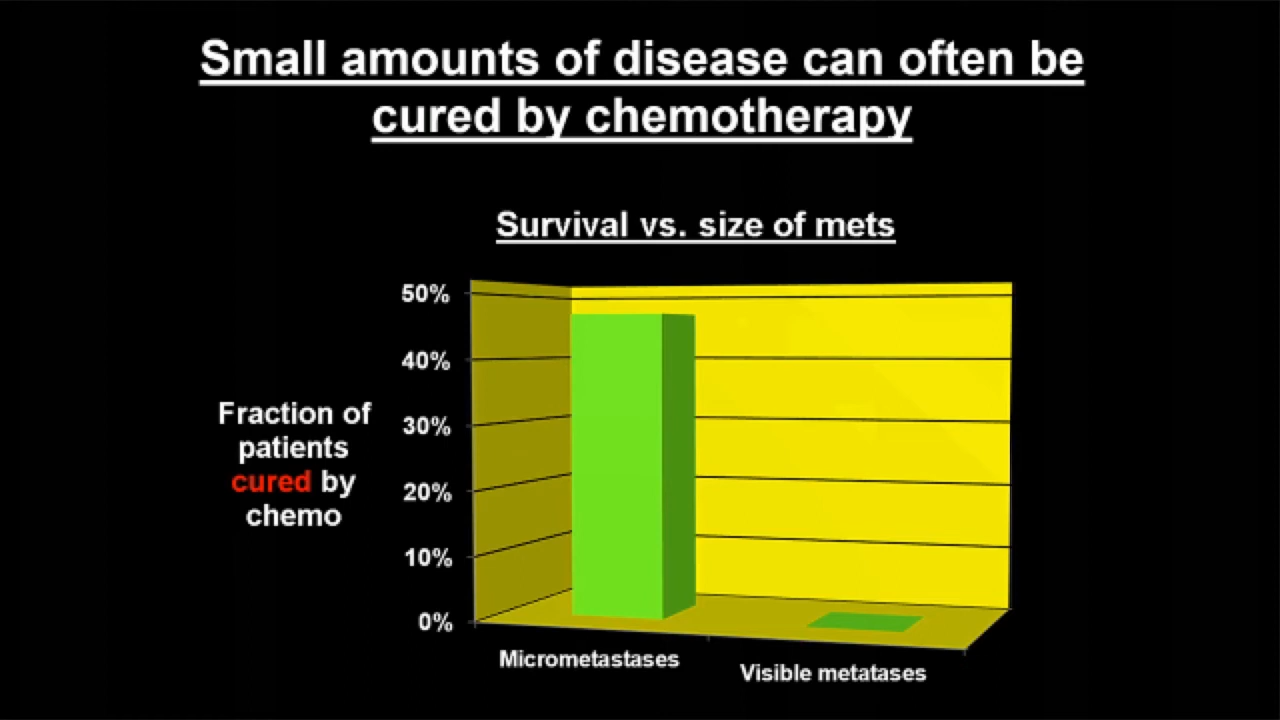 Small amounts of disease can often be
cured by chemotherapy
Survival vs. size of mets
50%
40%
30%
20%
10%
0%
Fraction of
patients
cured by
chemo
Micrometastases
Visible metatases